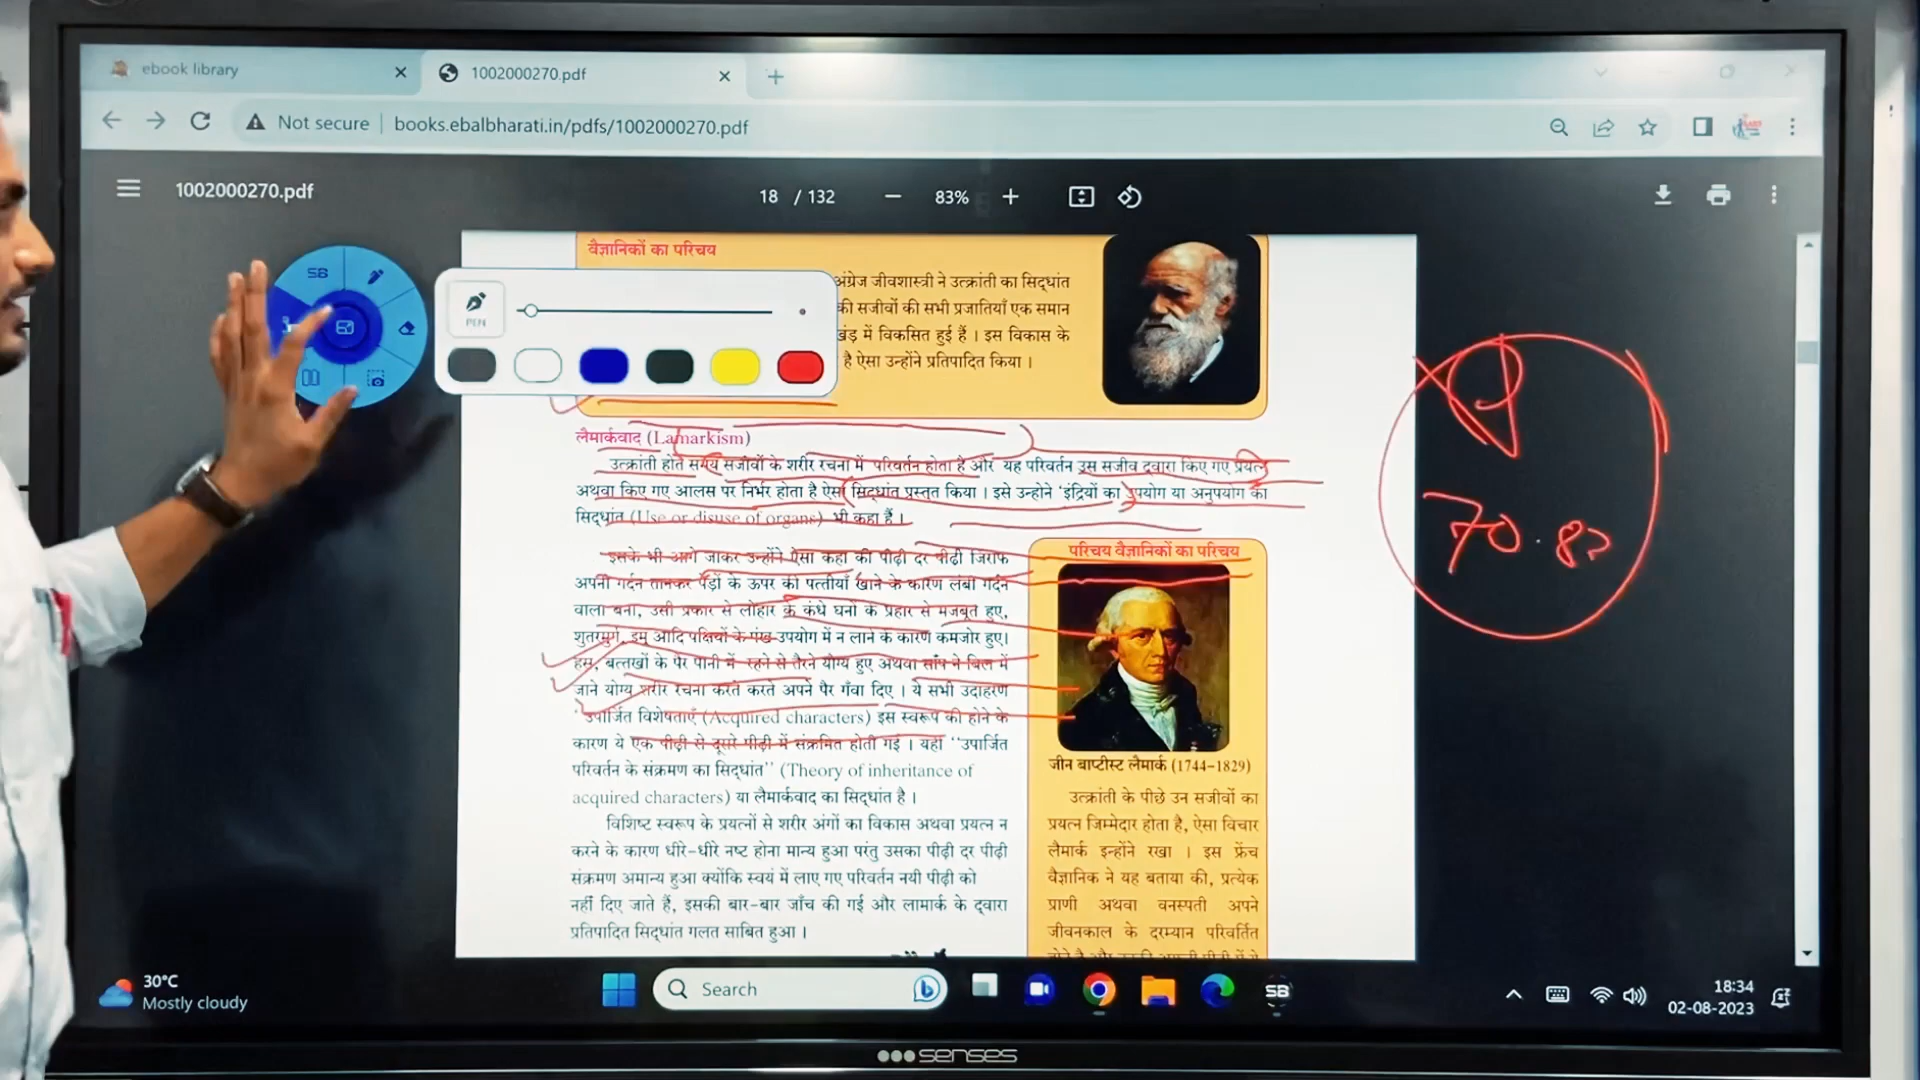 ebook library
1002000270.pdf
Not secure
books.ebalbharati.in/pdfs/1002000270.pdf
1002000270.pdf
18 / 132
83%
वैज्ञानिकों का परिचय
अंग्रेज जीवशास्त्री ने उत्क्रांती का सिद्धांत
की सजीवों की सभी प्रजातियाँ एक समान
खंड़ में विकसित हुई हैं । इस विकास के
है ऐसा उन्होंने प्रतिपादित किया ।
SB
PEN
लैमार्कवाद (Lamarkism)
उत्क्रांती होते समय सजीवों के शरीर रचना में परिवर्तन होता है और यह परिवर्तन उस सजीव द्वारा किए गए प्रयत्न
अथवा किए गए आलस पर निर्भर होता है ऐसा सिद्धांत प्रस्तुत किया । इसे उन्होने ‘इंद्रियों का उपयोग या अनुपयोग का
सिद्धांत (Use or disuse of organs) भी कहा हैं ।
इसके भी आगे जाकर उन्होंने ऐसा कहा की पीढ़ी दर पीढ़ी जिराफ
अपनी गर्दन तानकर पेड़ों के ऊपर की पत्तीयाँ खाने के कारण लंबी गर्दन
वाला बना, उसी प्रकार से लोहार के कंधे घनों के प्रहार से मजबूत हुए,
शुतरमुर्ग, इमू आदि पक्षियों के पंख उपयोग में न लाने के कारण कमजोर हुए।
हंस, बत्तखों के पैर पानी में रहने से तैरने योग्य हुए अथवा साँप ने बिल में
जाने योग्य शरीर रचना करते करते अपने पैर गँवा दिए । ये सभी उदाहरण
‘उपार्जित विशेषताएँ (Acquired characters) इस स्वरूप की होने के
कारण ये एक पीढ़ी से दूसरे पीढ़ी में संक्रमित होती गई । यही ‘‘उपार्जित
परिवर्तन के संक्रमण का सिद्धांत’’ (Theory of inheritance of
acquired characters) या लैमार्कवाद का सिद्धांत है ।
विशिष्ट स्वरूप के प्रयत्नों से शरीर अंगों का विकास अथवा प्रयत्न न
करने के कारण धीरे-धीरे नष्ट होना मान्य हुआ परंतु उसका पीढ़ी दर पीढ़ी
संक्रमण अमान्य हुआ क्योंकि स्वयं में लाए गए परिवर्तन नयी पीढ़ी को
नहीं दिए जाते हैं, इसकी बार-बार जाँच की गई और लामार्क के द्वारा
प्रतिपादित सिद्धांत गलत साबित हुआ ।
परिचय वैज्ञानिकों का परिचय
जीन बाप्टीस्ट लैमार्क (1744-1829)
उत्क्रांती के पीछे उन सजीवों का
प्रयत्न जिम्मेदार होता है, ऐसा विचार
लैमार्क इन्होंने रखा । इस फ्रेंच
वैज्ञानिक ने यह बताया की, प्रत्येक
प्राणी अथवा वनस्पती अपने
जीवनकाल के दरम्यान परिवर्तित
30°C
Mostly cloudy
Search
SB
18:34
02-08-2023
senses